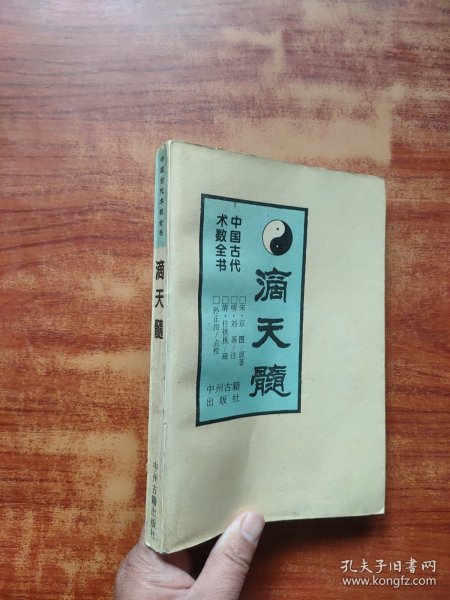 中国古代术数全书
滴天髓
中州古籍出版社
中国古代
术数全书
滴天髓
□宋·京图/原著
□明·刘基/注
□清·任铁樵/疏
□孙正治/点校
中州古籍
出版社
孔夫子旧书网
www.kongfz.com